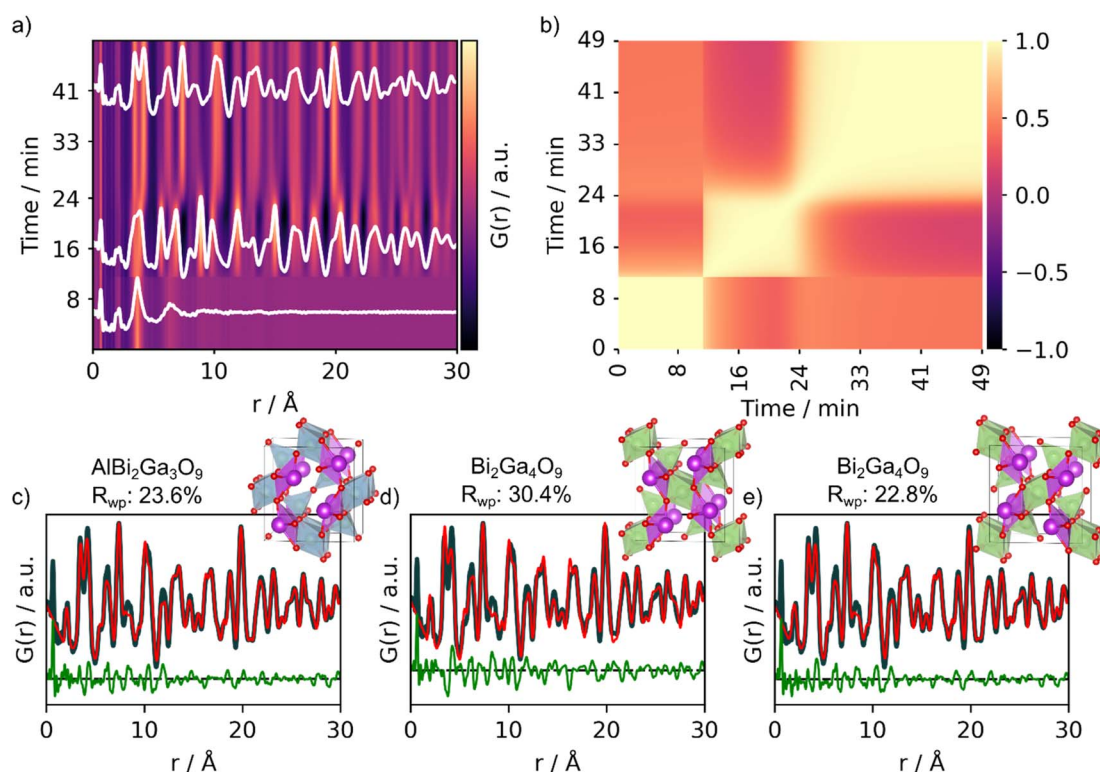 a)
41
33
24
16
8
Time / min
0
10
20
30
r / Å
G(r) / a.u.
b)
49
41
33
24
16
8
0
Time / min
0
8
16
24
33
41
49
Time / min
1.0
0.5
0.0
−0.5
−1.0
c)
AlBi₂Ga₃O₉
R_wp: 23.6%
G(r) / a.u.
0
10
20
30
r / Å
d)
Bi₂Ga₄O₉
R_wp: 30.4%
G(r) / a.u.
0
10
20
30
r / Å
e)
Bi₂Ga₄O₉
R_wp: 22.8%
G(r) / a.u.
0
10
20
30
r / Å